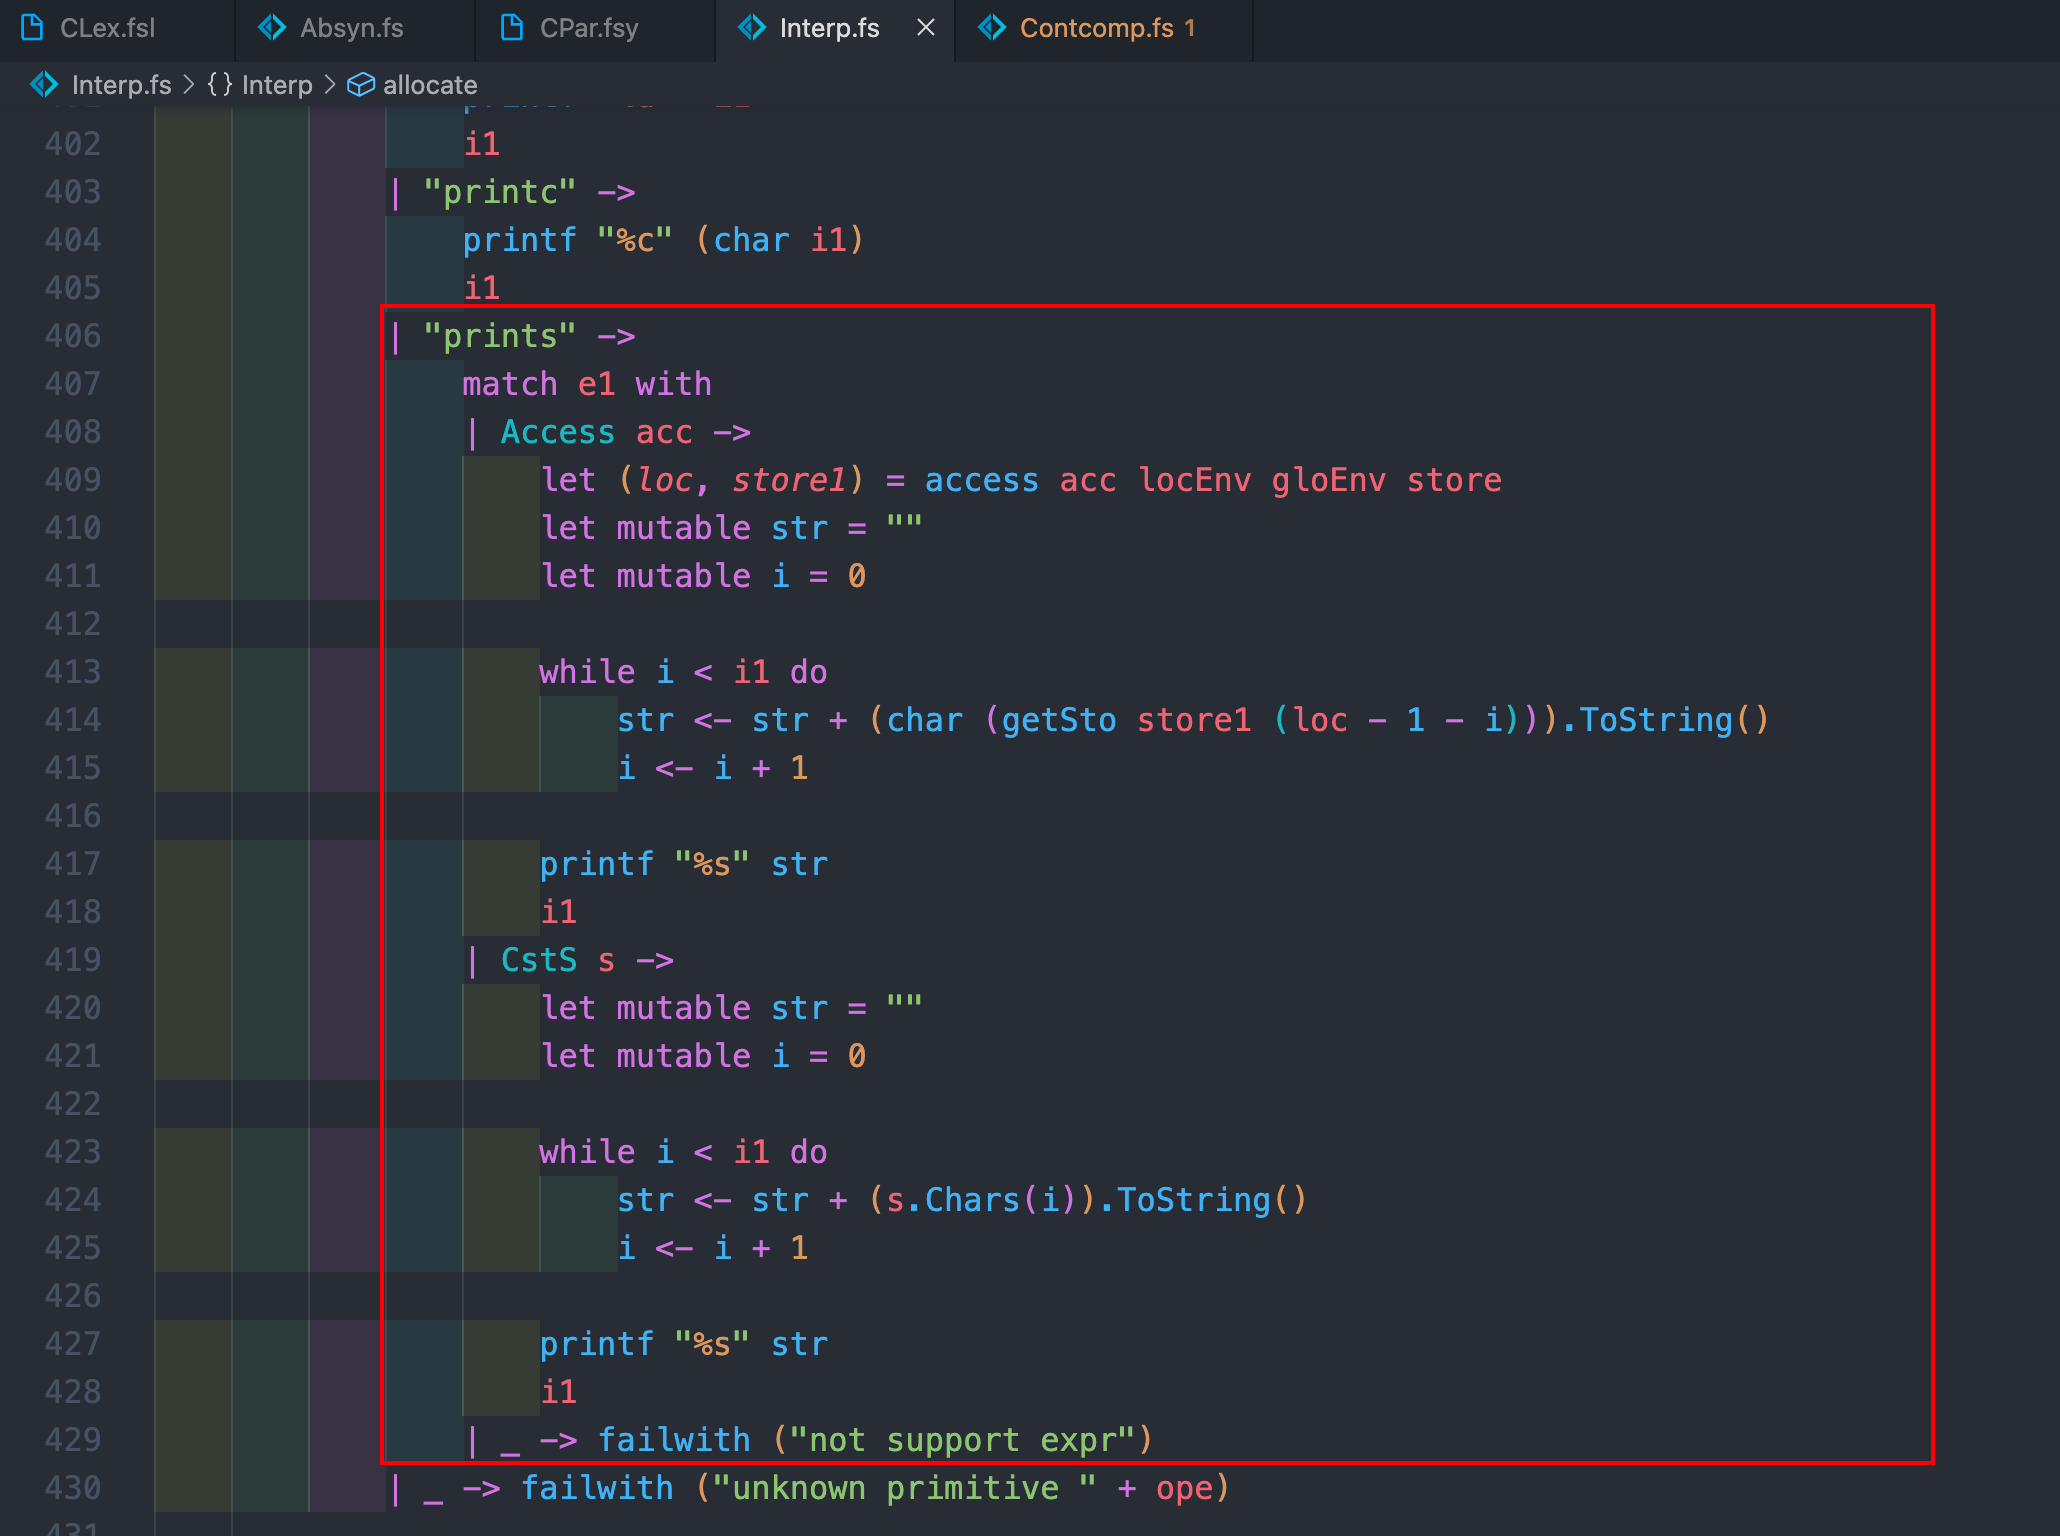 CLex.fsl Absyn.fs CPar.fsy Interp.fs Contcomp.fs 1
Interp.fs > {} Interp > allocate
402 i1
403 | "printc" ->
404 printf "%c" (char i1)
405 i1
406 | "prints" ->
407 match e1 with
408 | Access acc ->
409 let (loc, store1) = access acc locEnv gloEnv store
410 let mutable str = ""
411 let mutable i = 0
412
413 while i < i1 do
414 str <- str + (char (getSto store1 (loc - 1 - i))).ToString()
415 i <- i + 1
416
417 printf "%s" str
418 i1
419 | CstS s ->
420 let mutable str = ""
421 let mutable i = 0
422
423 while i < i1 do
424 str <- str + (s.Chars(i)).ToString()
425 i <- i + 1
426
427 printf "%s" str
428 i1
429 | _ -> failwith ("not support expr")
430 | _ -> failwith ("unknown primitive " + ope)
431